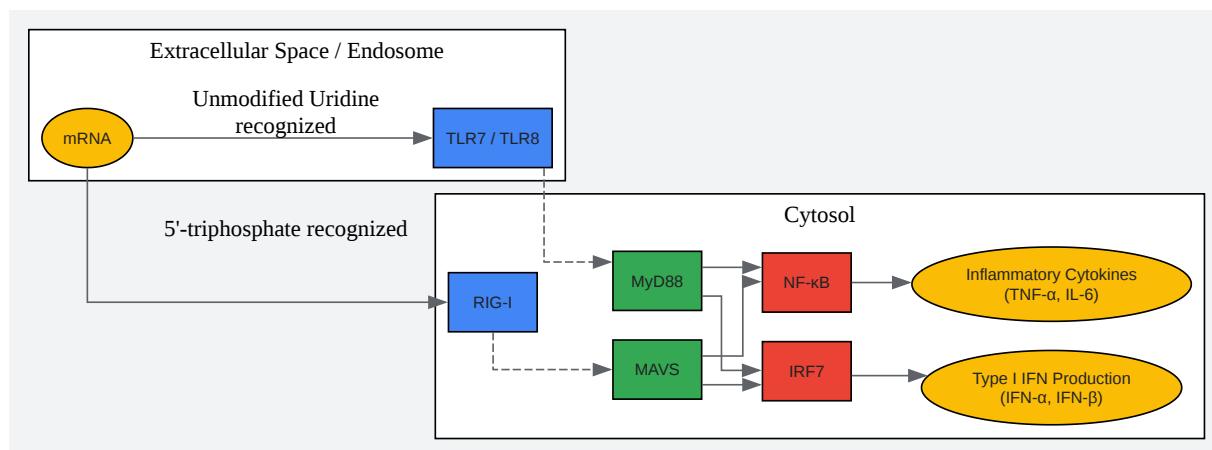 Extracellular Space / Endosome
Unmodified Uridine
recognized
mRNA
TLR7 / TLR8
5'-triphosphate recognized
Cytosol
RIG-I
MyD88
MAVS
NF-κB
IRF7
Inflammatory Cytokines
(TNF-α, IL-6)
Type I IFN Production
(IFN-α, IFN-β)